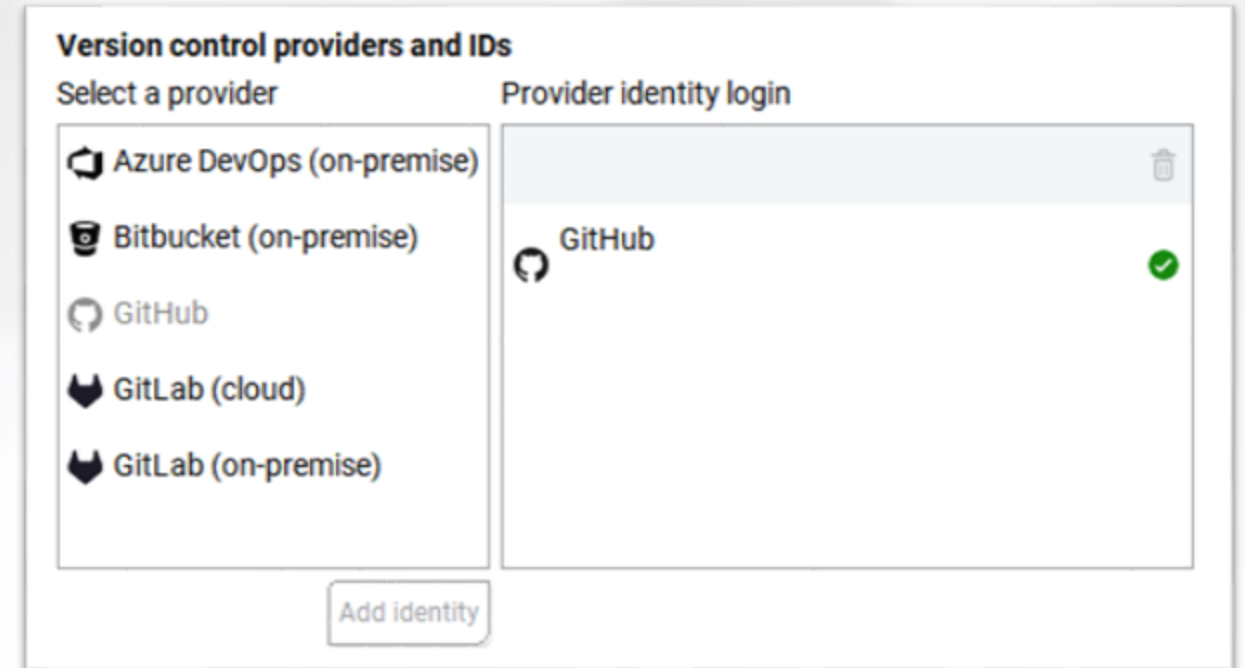 Version control providers and IDs
Select a provider
Provider identity login
Azure DevOps (on-premise)
Bitbucket (on-premise)
GitHub
GitLab (cloud)
GitLab (on-premise)
GitHub
Add identity